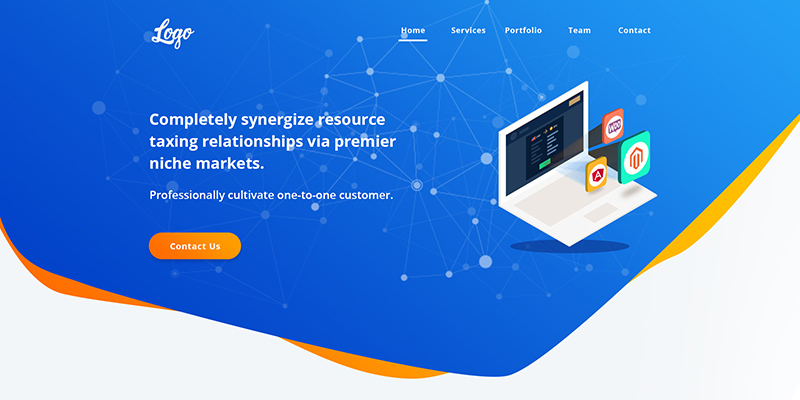 Logo
Home Services Portfolio Team Contact
Completely synergize resource
taxing relationships via premier
niche markets.
Professionally cultivate one-to-one customer.
Contact Us
WOO
A